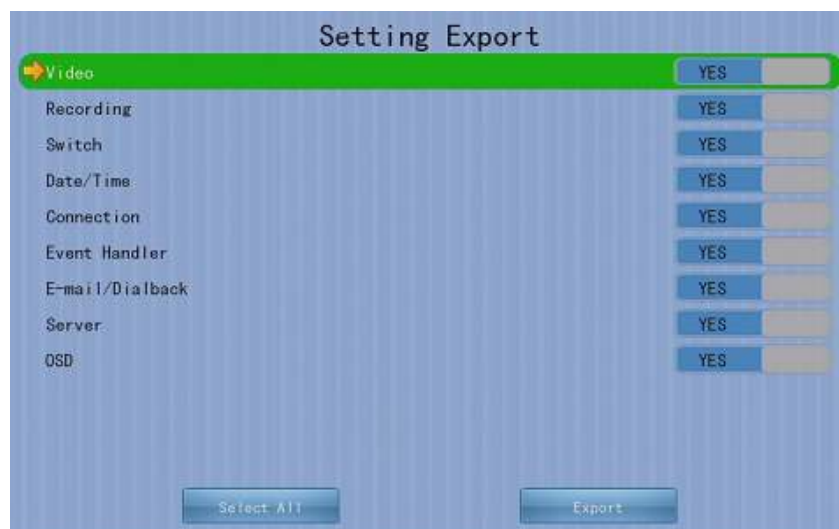 Setting Export
Video YES
Recording YES
Switch YES
Date/Time YES
Connection YES
Event Handler YES
E-mail/Dialback YES
Server YES
OSD YES
Select All Export